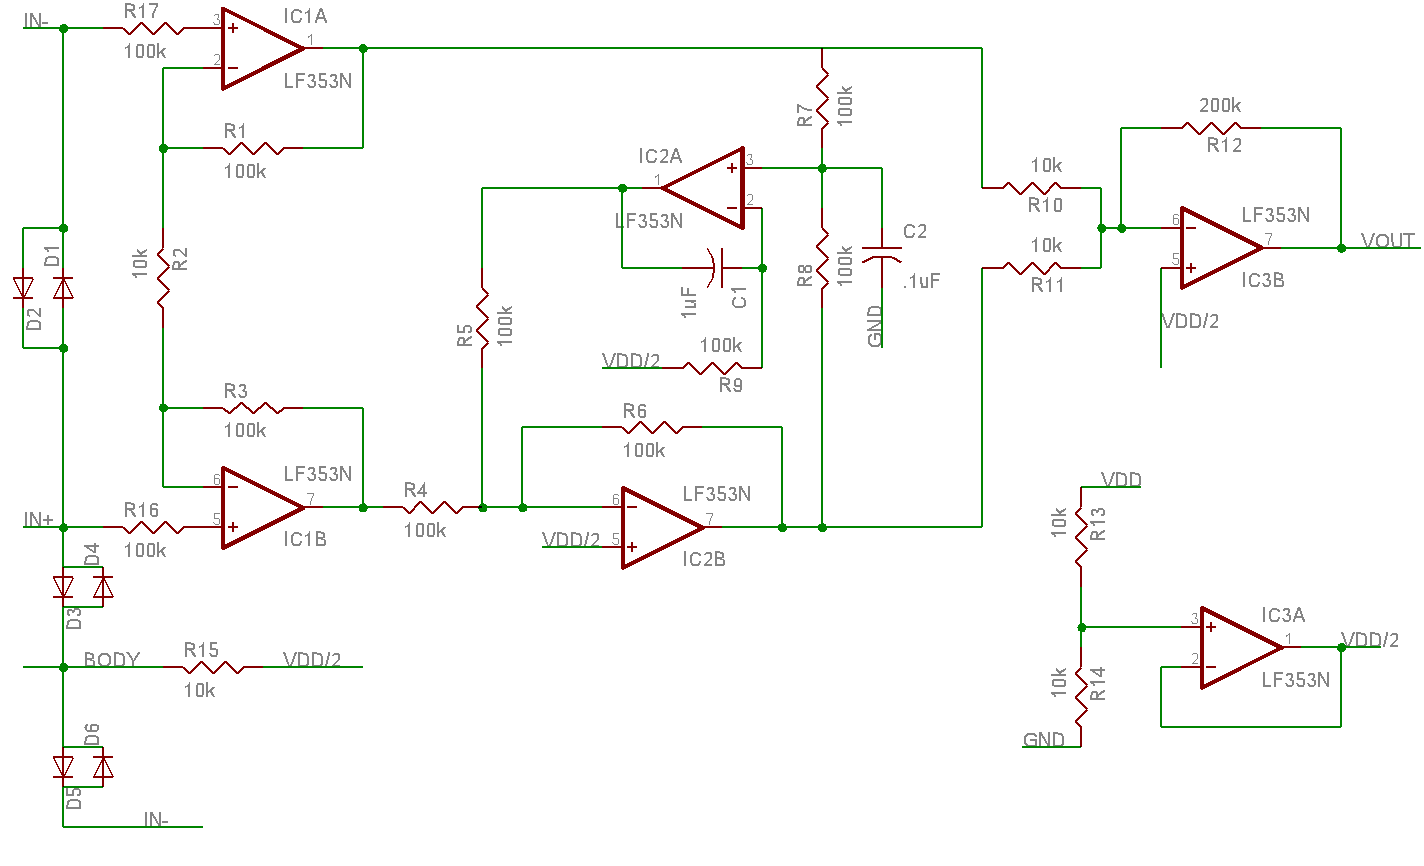 IN-
R17
100k
3
2
1
IC1A
LF353N
R1
100k
D1
D2
10k
R2
R3
100k
IN+
R16
100k
6
5
7
LF353N
IC1B
R4
100k
R5
100k
IC2A
1
3
2
LF353N
1uF
C1
VDD/2
100k
R9
R7
100k
R8
100k
C2
.1uF
GND
R6
100k
VDD/2
6
5
7
LF353N
IC2B
10k
R10
10k
R11
200k
R12
6
5
7
LF353N
IC3B
VOUT
VDD/2
D4
D3
BODY
R15
10k
VDD/2
D6
D5
IN-
VDD
10k
R13
10k
R14
GND
3
2
1
IC3A
LF353N
VDD/2